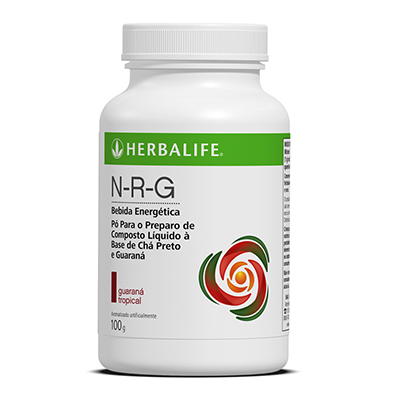 HERBALIFE®
N-R-G
Bebida Energética
Pó Para o Preparo de
Composto Líquido à
Base de Chá Preto
e Guaraná
guaraná
tropical
Aromatizado artificialmente
100g